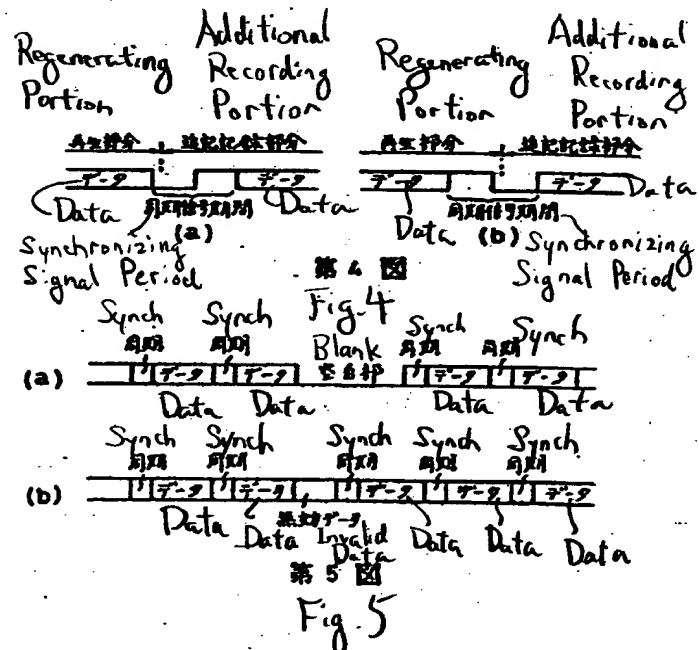 Regenerating Portion
Additional Recording Portion
Regenerating Portion
Additional Recording Portion
再生部分 追記記録部分
再生部分 追記記録部分
データ データ
データ データ
Data Data
Data Data
同期信号期間
同期信号期間
(a)
(b)
Synchronizing Signal Period
Synchronizing Signal Period
第 4 図
Fig. 4
Synch Synch Blank Synch Synch
同期 同期 空白部 同期 同期
(a) データ データ データ データ
Data Data Data Data
Synch Synch Synch Synch Synch
同期 同期 同期 同期 同期
(b) データ データ データ データ データ
無効データ
Data Data Invalid Data Data Data Data
第 5 図
Fig. 5